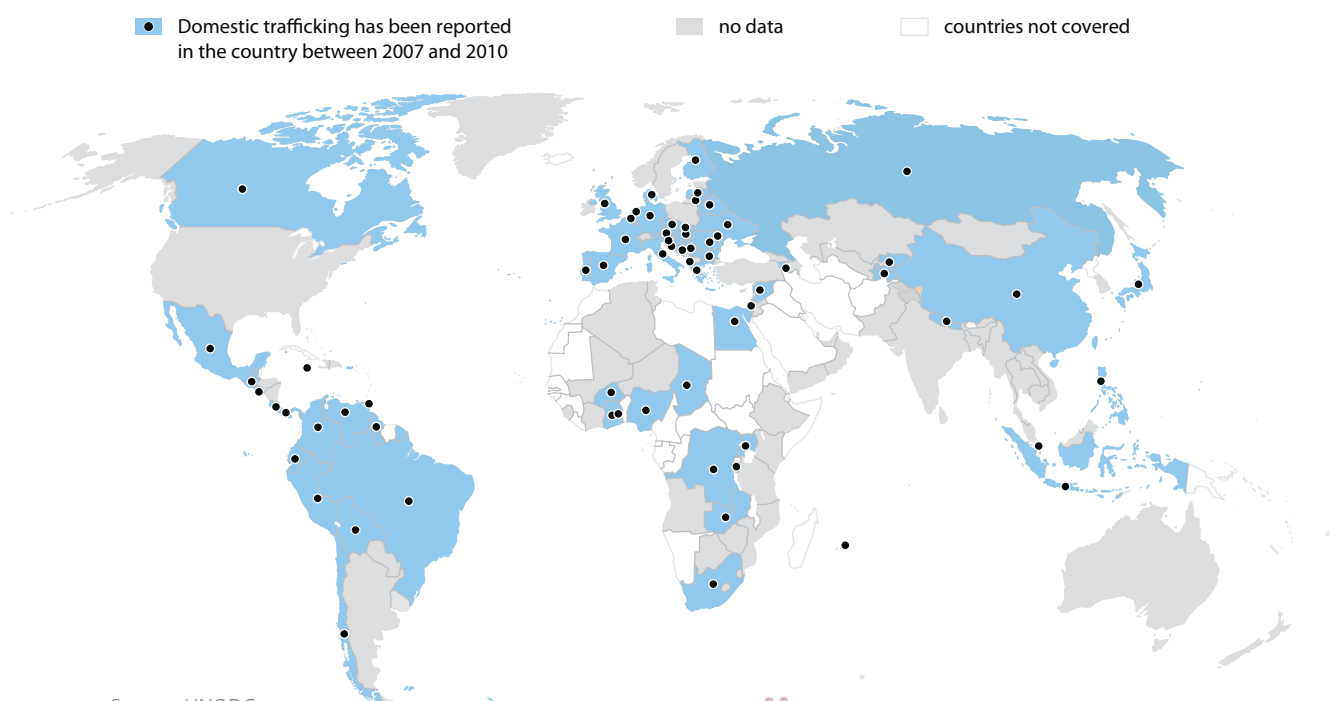 Domestic trafficking has been reported
in the country between 2007 and 2010
no data
countries not covered